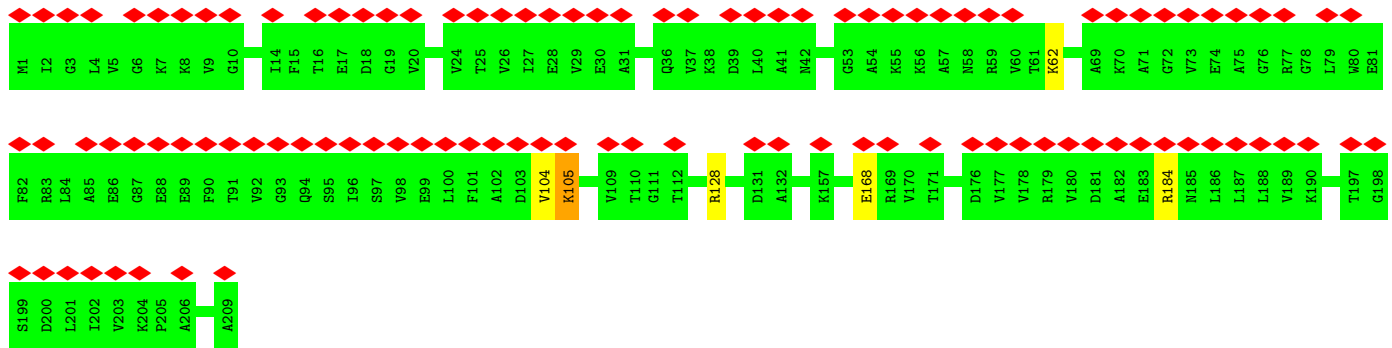 M1 I2 G3 L4 V5 G6 K7 K8 V9 G10 I14 F15 T16 E17 D18 G19 V20 V24 T25 V26 I27 E28 V29 E30 A31 Q36 V37 K38 D39 L40 A41 N42 G53 A54 K55 K56 A57 N58 R59 V60 T61 K62 A69 K70 A71 G72 V73 E74 A75 G76 R77 G78 L79 W80 E81
F82 R83 L84 A85 E86 G87 E88 E89 F90 T91 V92 G93 Q94 S95 I96 S97 V98 E99 L100 F101 A102 D103 V104 K105 V109 T110 G111 T112 R128 D131 A132 K157 E168 R169 V170 T171 D176 V177 V178 R179 V180 D181 A182 E183 R184 N185 L186 L187 L188 V189 K190 T197 G198
S199 D200 L201 I202 V203 K204 P205 A206 A209